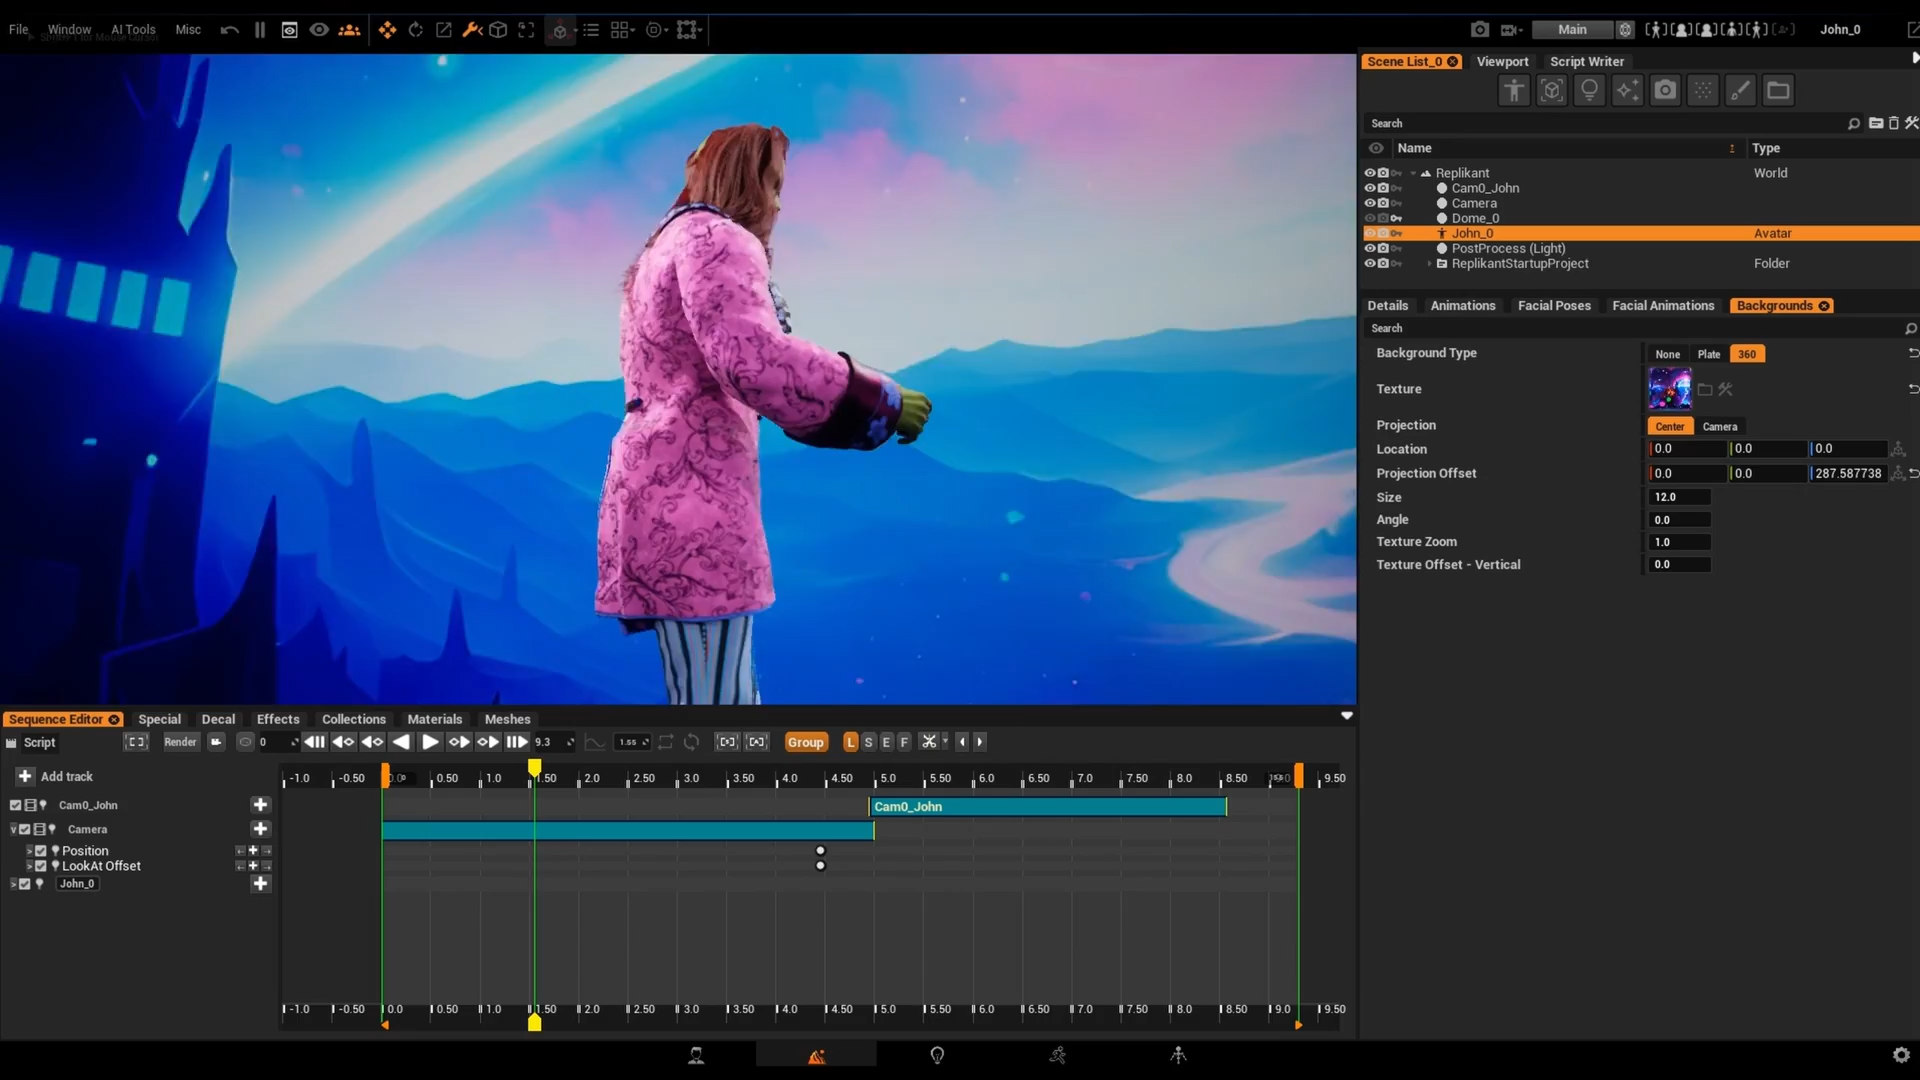 File Window AI Tools Misc Main John_0
Scene List_0 Viewport Script Writer
Search
Name Type
Replikant World
Cam0_John
Camera
Dome_0
John_0 Avatar
PostProcess (Light)
ReplikantStartupProject Folder
Details Animations Facial Poses Facial Animations Backgrounds
Search
Background Type None Plate 360
Texture
Projection Center Camera
Location 0.0 0.0 0.0
Projection Offset 0.0 0.0 287.587738
Size 12.0
Angle 0.0
Texture Zoom 1.0
Texture Offset - Vertical 0.0
Sequence Editor Special Decal Effects Collections Materials Meshes
Script Render 0 9.3 1.55 Group L S E F
Add track
-1.0 -0.50 0.0 0.50 1.0 1.50 2.0 2.50 3.0 3.50 4.0 4.50 5.0 5.50 6.0 6.50 7.0 7.50 8.0 8.50 9.50
Cam0_John Cam0_John
Camera
Position
LookAt Offset
John_0
-1.0 -0.50 0.0 0.50 1.0 1.50 2.0 2.50 3.0 3.50 4.0 4.50 5.0 5.50 6.0 6.50 7.0 7.50 8.0 8.50 9.0 9.50